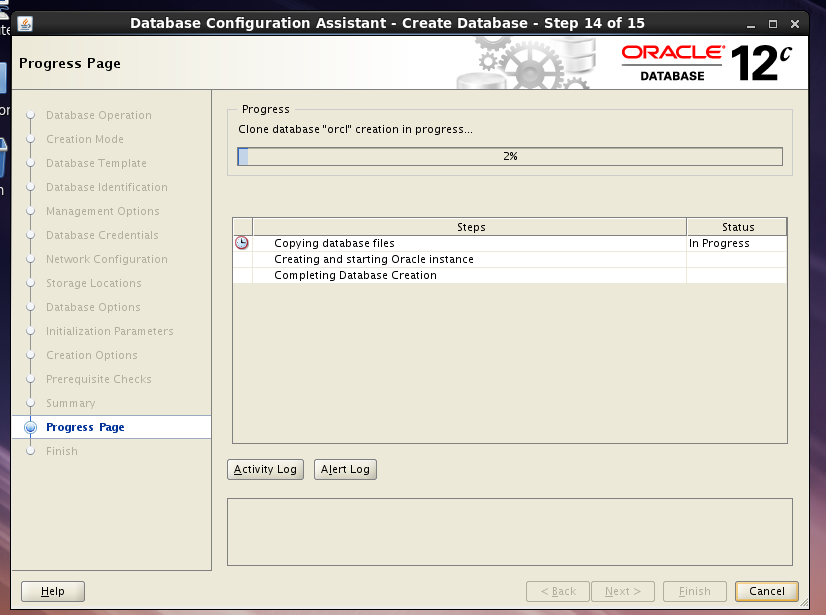 Database Configuration Assistant - Create Database - Step 14 of 15
Progress Page
ORACLE
DATABASE
12c
Database Operation
Creation Mode
Database Template
Database Identification
Management Options
Database Credentials
Network Configuration
Storage Locations
Database Options
Initialization Parameters
Creation Options
Prerequisite Checks
Summary
Progress Page
Finish
Progress
Clone database "orcl" creation in progress...
2%
Steps Status
Copying database files In Progress
Creating and starting Oracle instance
Completing Database Creation
Activity Log Alert Log
Help < Back Next > Finish Cancel